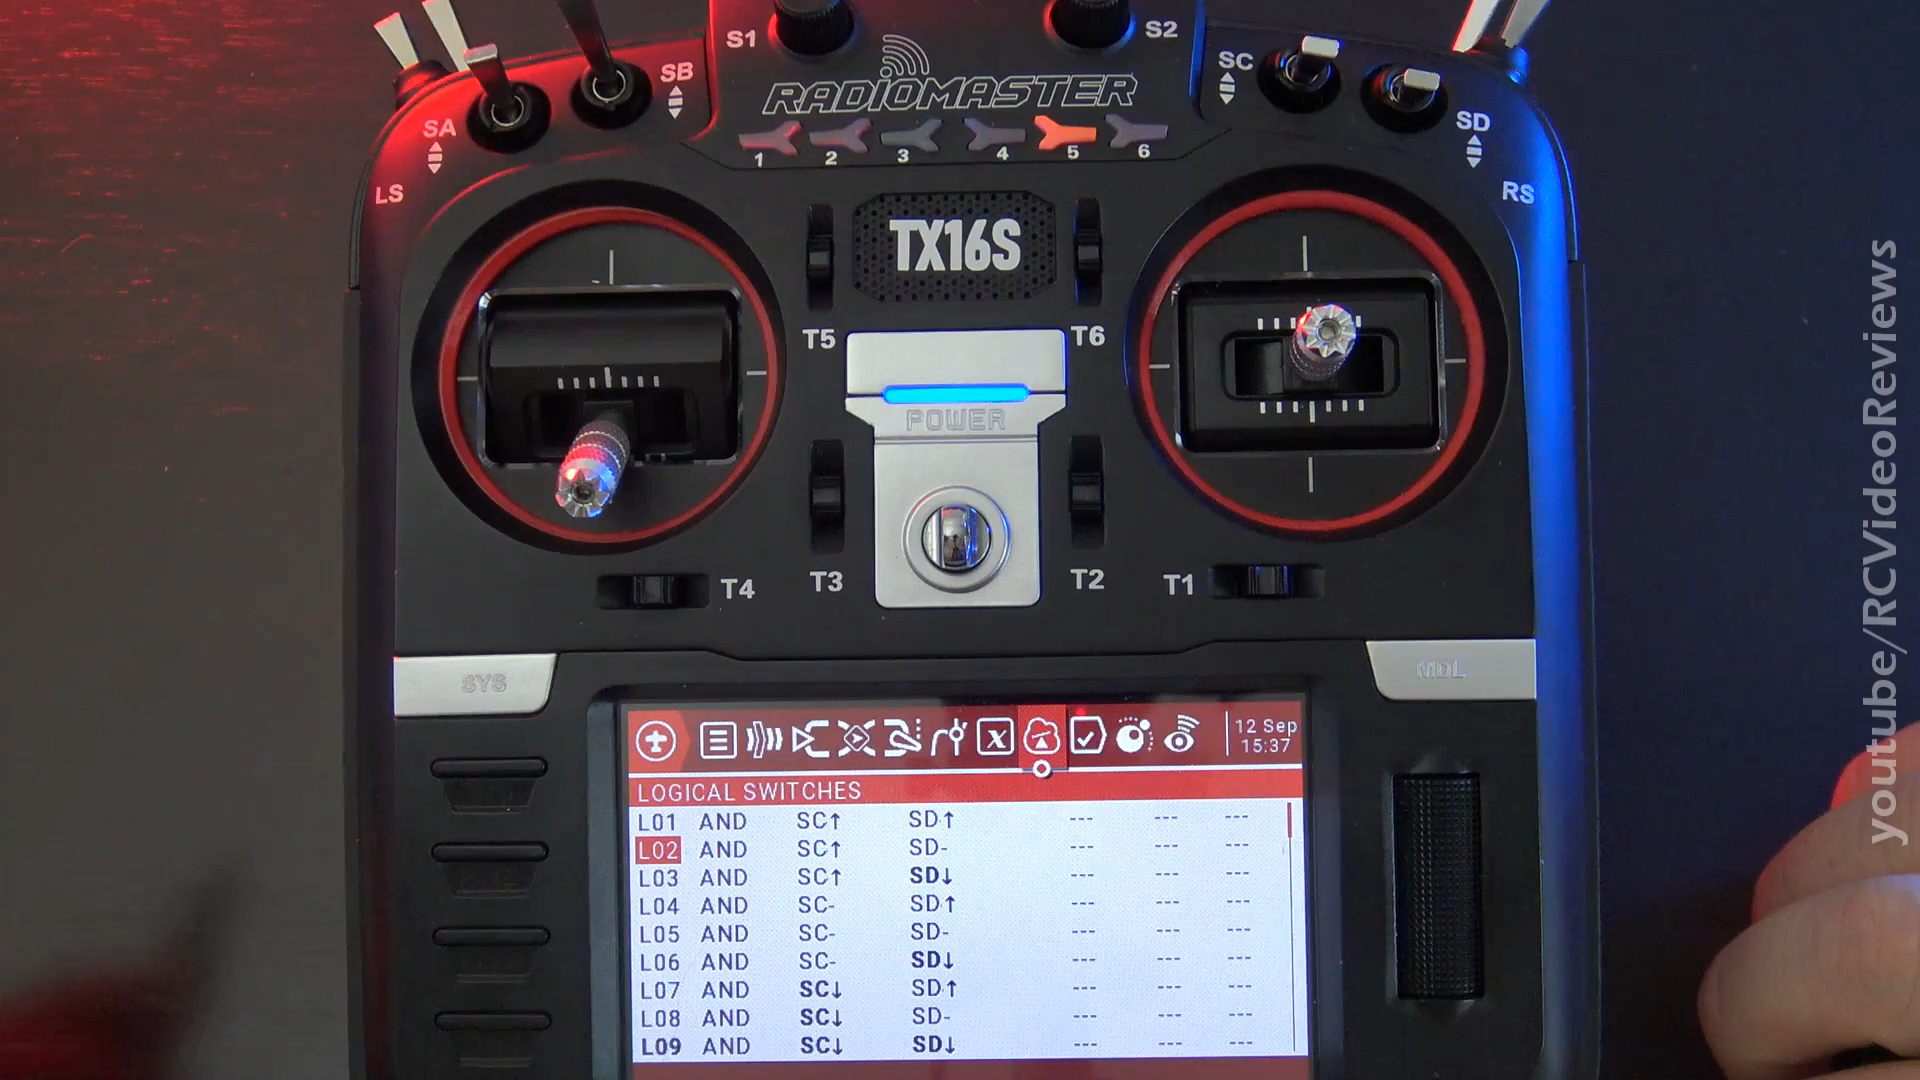 S1
S2
SB
SC
RADIOMASTER
SA
SD
1 2 3 4 5 6
LS
RS
TX16S
T5
T6
POWER
T4
T3
T2
T1
SYS
MDL
12 Sep
15:37
LOGICAL SWITCHES
L01 AND SC↑ SD↑ --- --- ---
L02 AND SC↑ SD- --- --- ---
L03 AND SC↑ SD↓ --- --- ---
L04 AND SC- SD↑ --- --- ---
L05 AND SC- SD- --- --- ---
L06 AND SC- SD↓ --- --- ---
L07 AND SC↓ SD↑ --- --- ---
L08 AND SC↓ SD- --- --- ---
L09 AND SC↓ SD↓ --- --- ---
youtube/RCVideoReviews